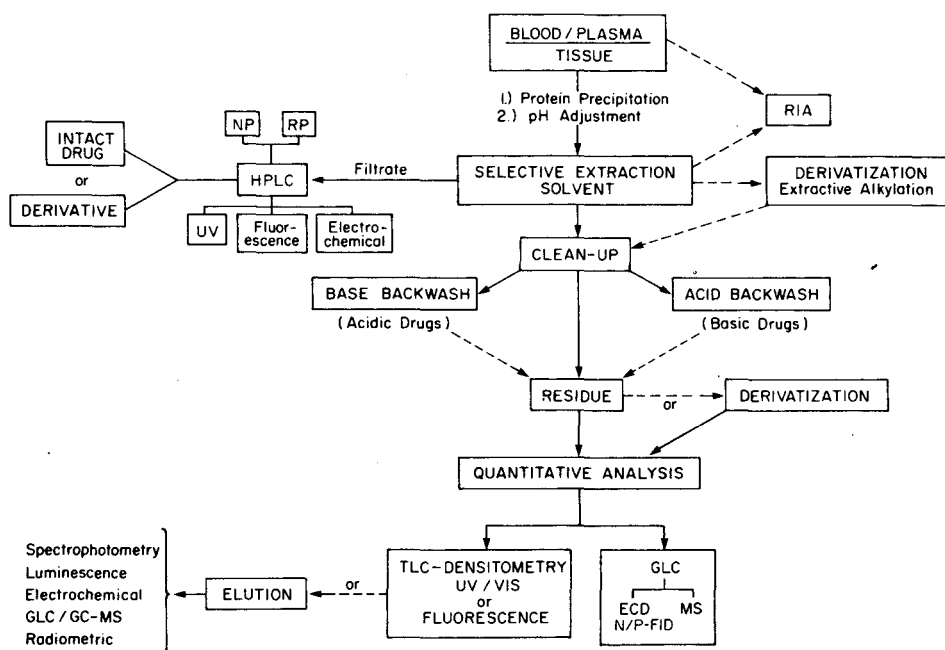 BLOOD / PLASMA
TISSUE
1.) Protein Precipitation
2.) pH Adjustment
RIA
NP
RP
INTACT
DRUG
or
DERIVATIVE
HPLC
Filtrate
SELECTIVE EXTRACTION
SOLVENT
DERIVATIZATION
Extractive Alkylation
UV
Fluor-
escence
Electro-
chemical
CLEAN-UP
BASE BACKWASH
(Acidic Drugs)
ACID BACKWASH
(Basic Drugs)
RESIDUE
or
DERIVATIZATION
QUANTITATIVE ANALYSIS
Spectrophotometry
Luminescence
Electrochemical
GLC / GC-MS
Radiometric
ELUTION
or
TLC-DENSITOMETRY
UV / VIS
or
FLUORESCENCE
GLC
ECD
N/P-FID
MS